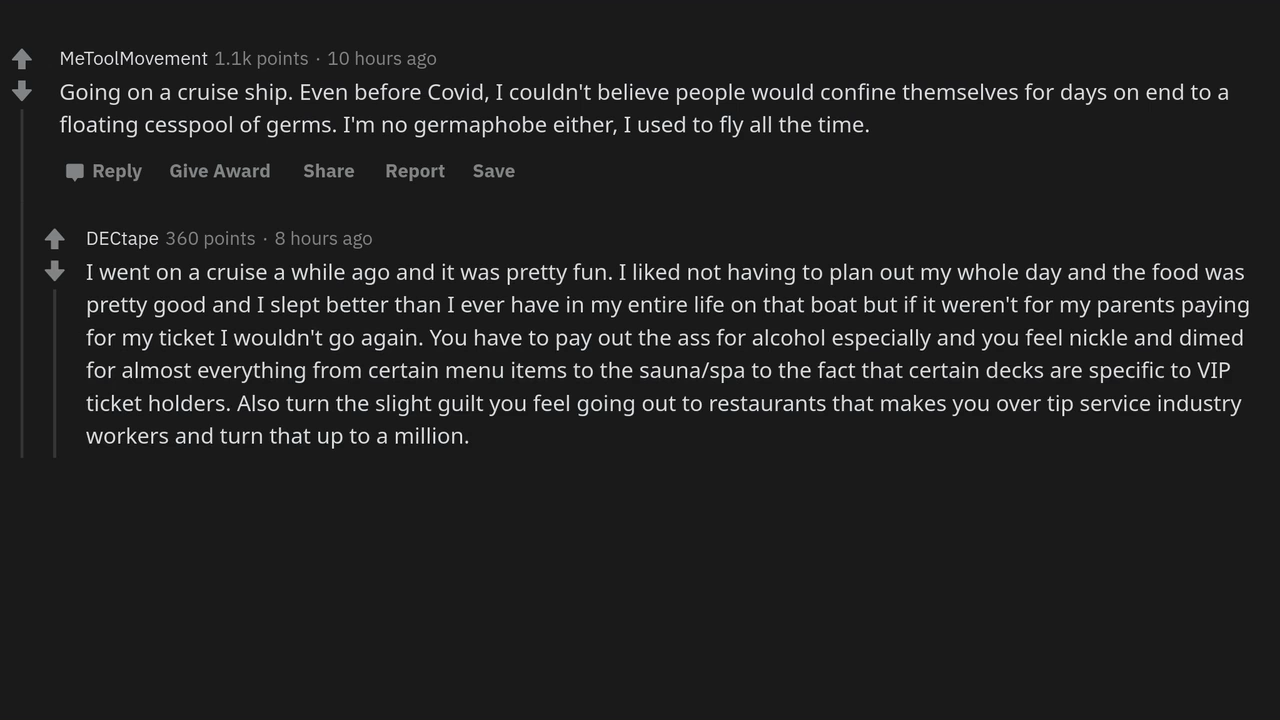 MeToolMovement 1.1k points · 10 hours ago
Going on a cruise ship. Even before Covid, I couldn't believe people would confine themselves for days on end to a
floating cesspool of germs. I'm no germaphobe either, I used to fly all the time.
Reply Give Award Share Report Save
DECtape 360 points · 8 hours ago
I went on a cruise a while ago and it was pretty fun. I liked not having to plan out my whole day and the food was
pretty good and I slept better than I ever have in my entire life on that boat but if it weren't for my parents paying
for my ticket I wouldn't go again. You have to pay out the ass for alcohol especially and you feel nickle and dimed
for almost everything from certain menu items to the sauna/spa to the fact that certain decks are specific to VIP
ticket holders. Also turn the slight guilt you feel going out to restaurants that makes you over tip service industry
workers and turn that up to a million.